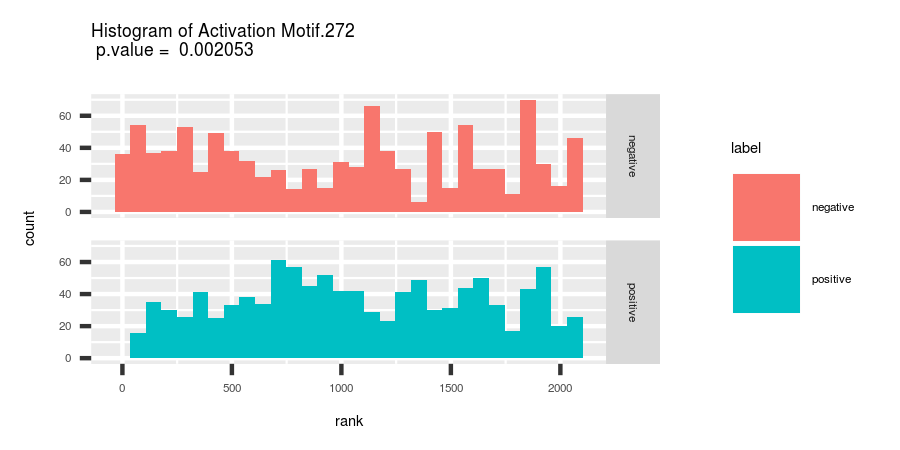 Histogram of Activation Motif.272
p.value = 0.002053
60
40
20
0
negative
60
40
20
0
positive
count
0 500 1000 1500 2000
rank
label
negative
positive